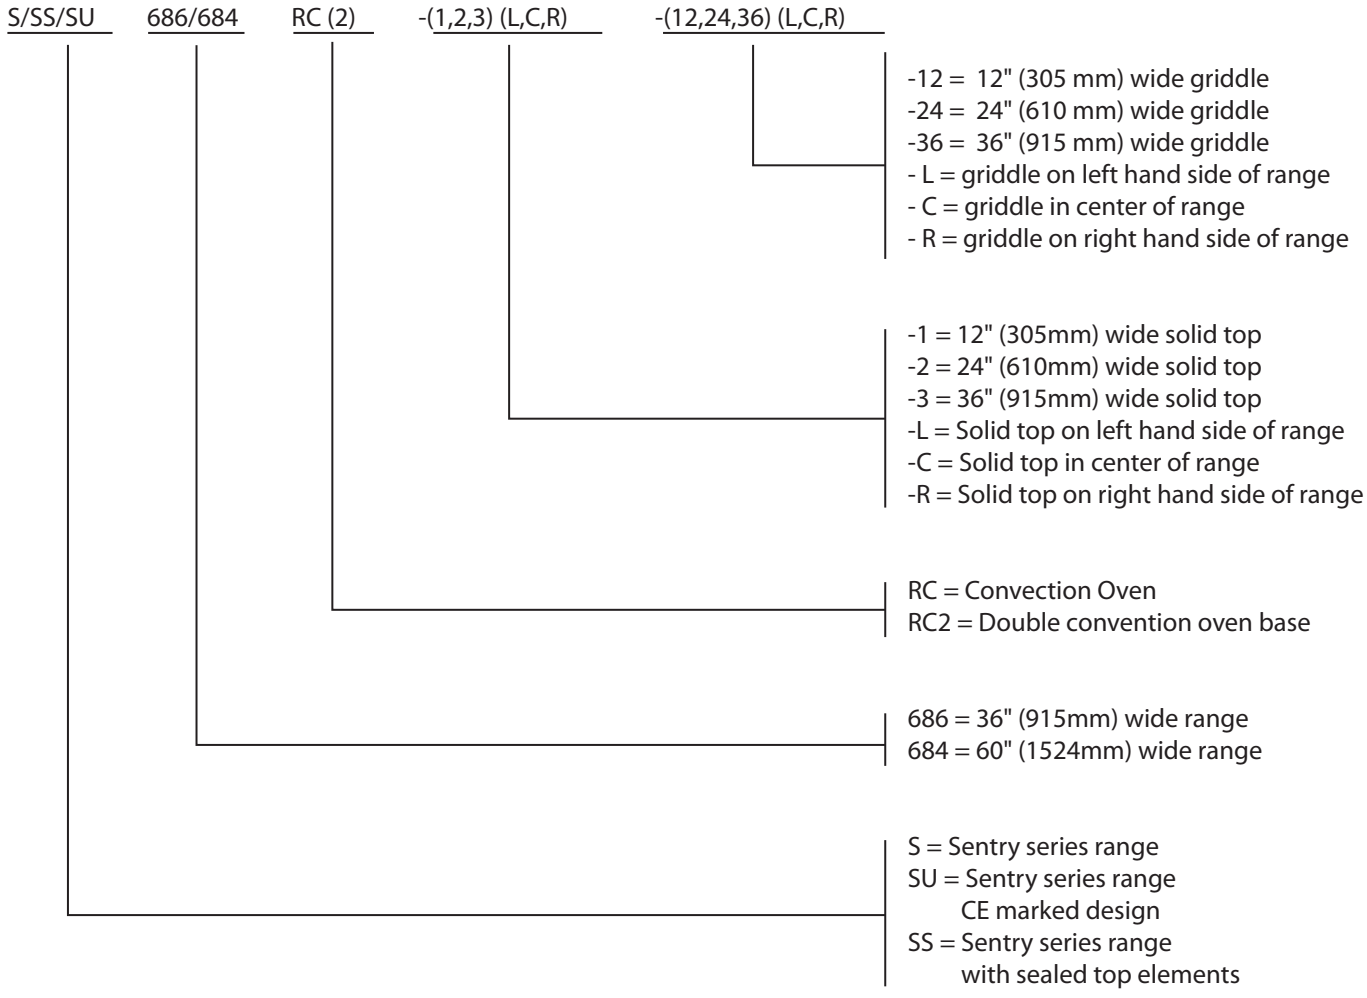 S/SS/SU 686/684 RC (2) -(1,2,3) (L,C,R) -(12,24,36) (L,C,R)
-12 = 12" (305 mm) wide griddle
-24 = 24" (610 mm) wide griddle
-36 = 36" (915 mm) wide griddle
- L = griddle on left hand side of range
- C = griddle in center of range
- R = griddle on right hand side of range
-1 = 12" (305mm) wide solid top
-2 = 24" (610mm) wide solid top
-3 = 36" (915mm) wide solid top
-L = Solid top on left hand side of range
-C = Solid top in center of range
-R = Solid top on right hand side of range
RC = Convection Oven
RC2 = Double convention oven base
686 = 36" (915mm) wide range
684 = 60" (1524mm) wide range
S = Sentry series range
SU = Sentry series range
CE marked design
SS = Sentry series range
with sealed top elements